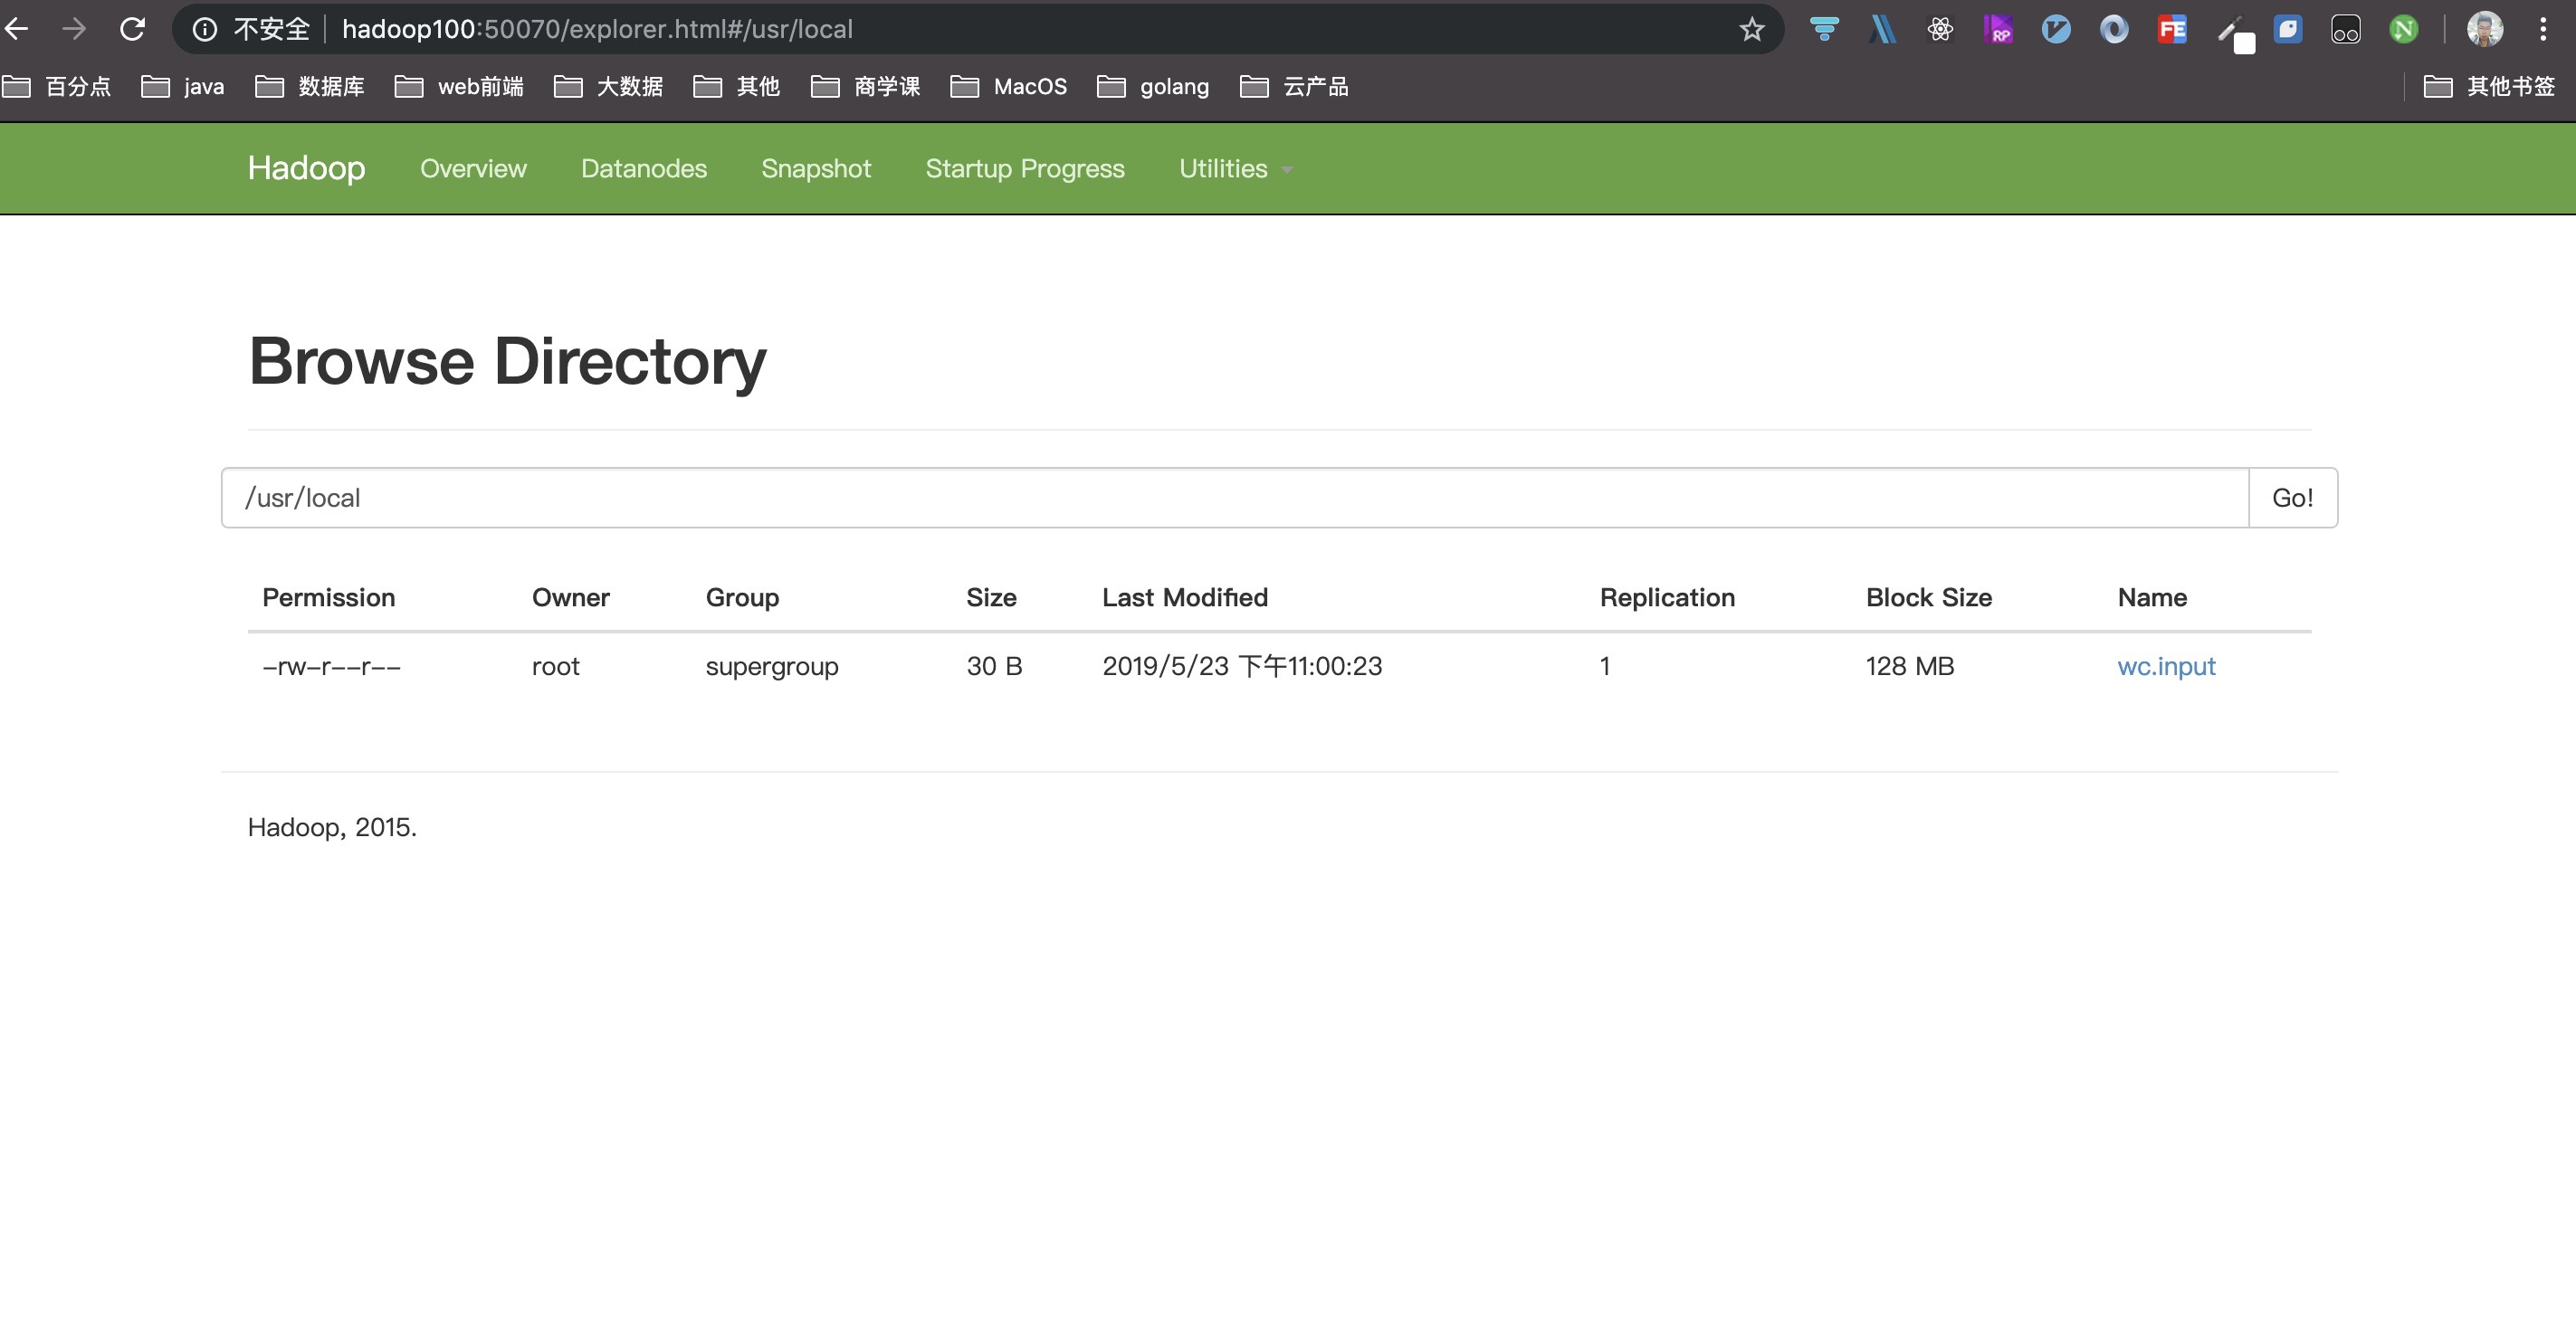 不安全 hadoop100:50070/explorer.html#/usr/local
百分点 java 数据库 web前端 大数据 其他 商学课 MacOS golang 云产品 其他书签
Hadoop Overview Datanodes Snapshot Startup Progress Utilities
Browse Directory
/usr/local Go!
Permission Owner Group Size Last Modified Replication Block Size Name
-rw-r--r-- root supergroup 30 B 2019/5/23 下午11:00:23 1 128 MB wc.input
Hadoop, 2015.